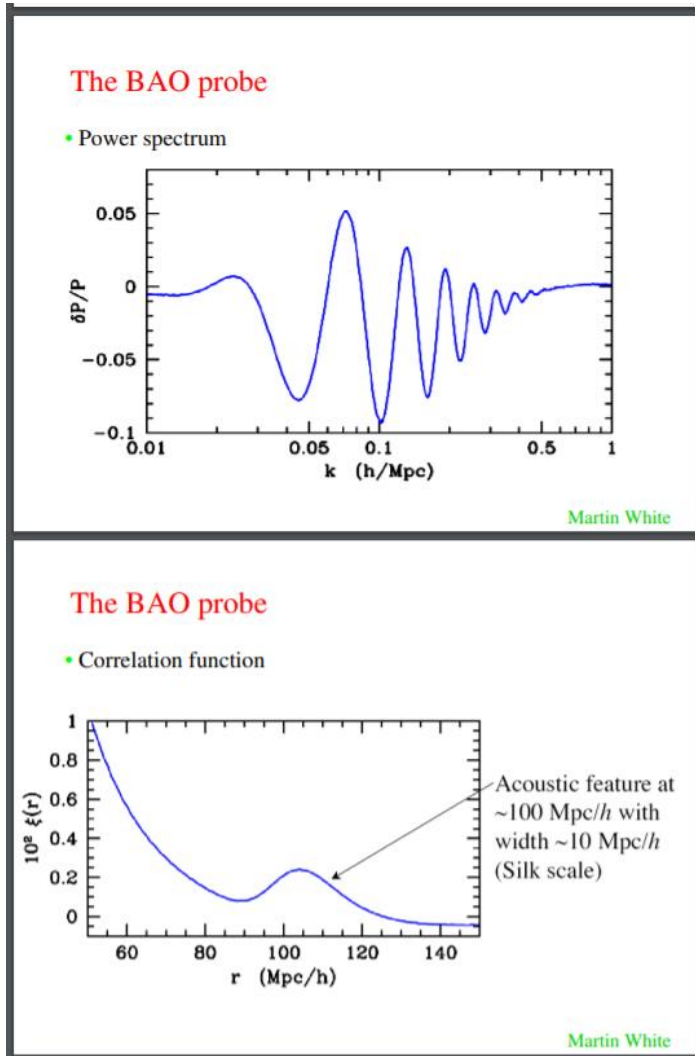 The BAO probe
• Power spectrum
0.05
0
−0.05
−0.1
δP/P
0.01
0.05
0.1
0.5
1
k (h/Mpc)
Martin White
The BAO probe
• Correlation function
1
0.8
0.6
0.4
0.2
0
10² ξ(r)
60
80
100
120
140
r (Mpc/h)
Acoustic feature at
~100 Mpc/h with
width ~10 Mpc/h
(Silk scale)
Martin White